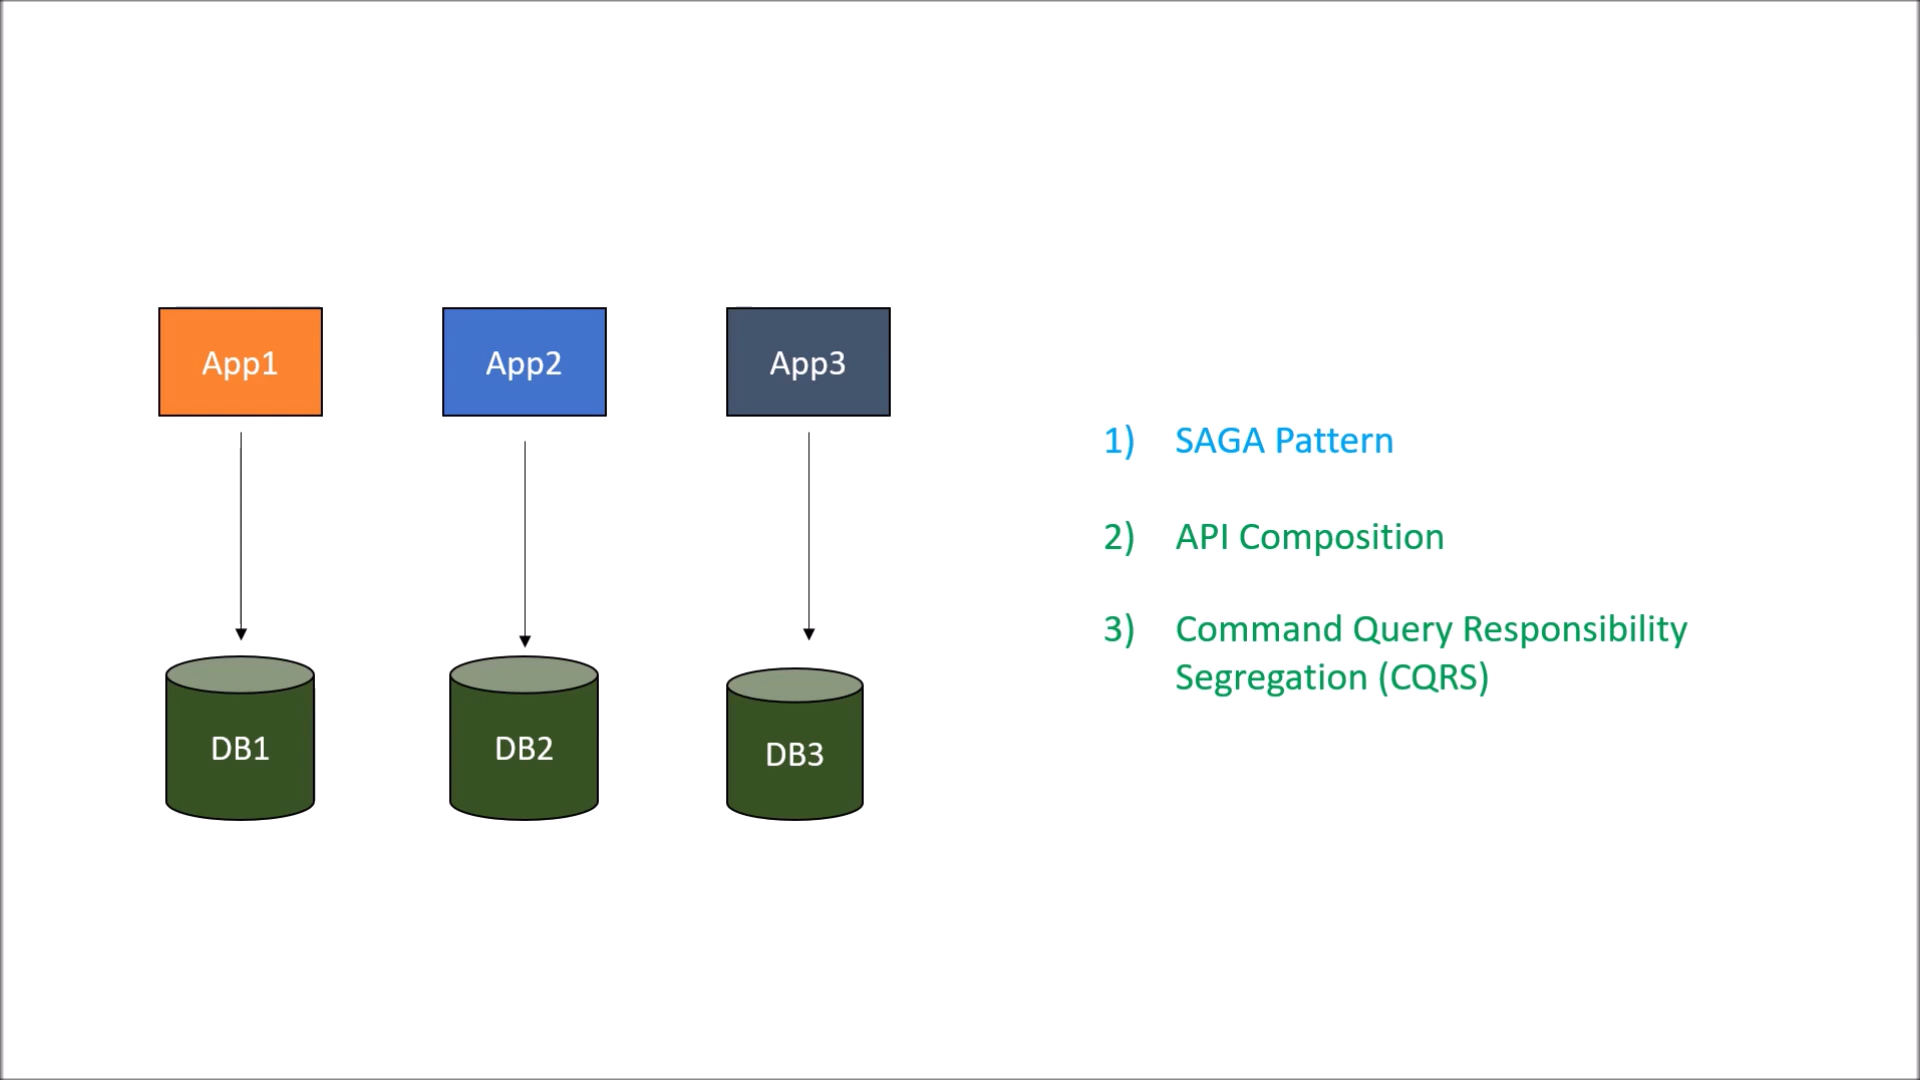 App1
App2
App3
DB1
DB2
DB3
1) SAGA Pattern
2) API Composition
3) Command Query Responsibility
Segregation (CQRS)